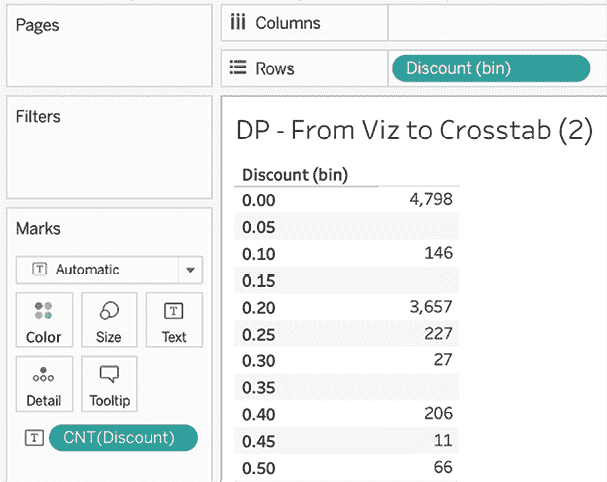 Pages
Columns
Rows
Discount (bin)
Filters
Marks
T Automatic
Color
Size
T
Text
Detail
Tooltip
T CNT(Discount)
DP - From Viz to Crosstab (2)
Discount (bin)
0.00 4,798
0.05
0.10 146
0.15
0.20 3,657
0.25 227
0.30 27
0.35
0.40 206
0.45 11
0.50 66